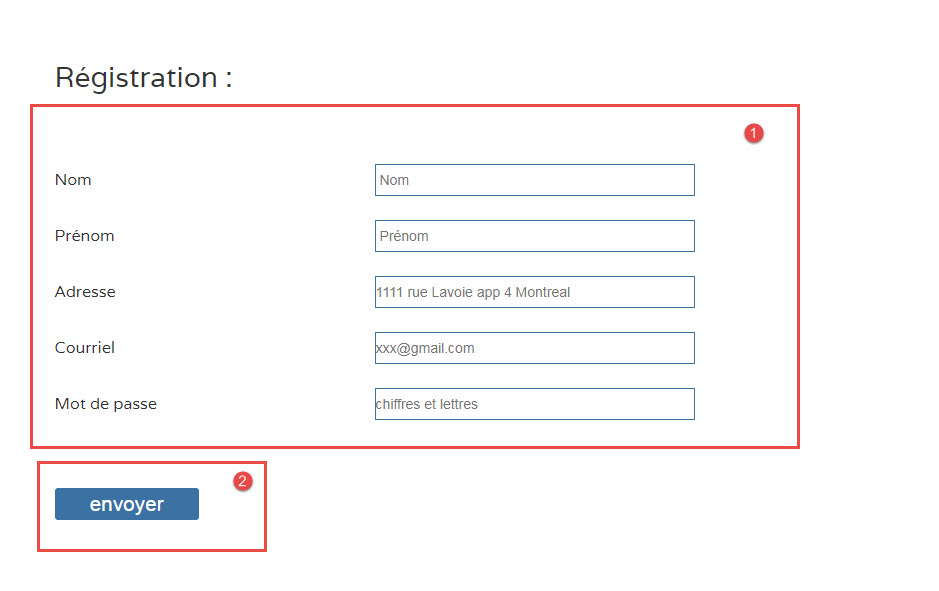 Régistration :
1
Nom
Nom
Prénom
Prénom
Adresse
1111 rue Lavoie app 4 Montreal
Courriel
xxx@gmail.com
Mot de passe
chiffres et lettres
2
envoyer